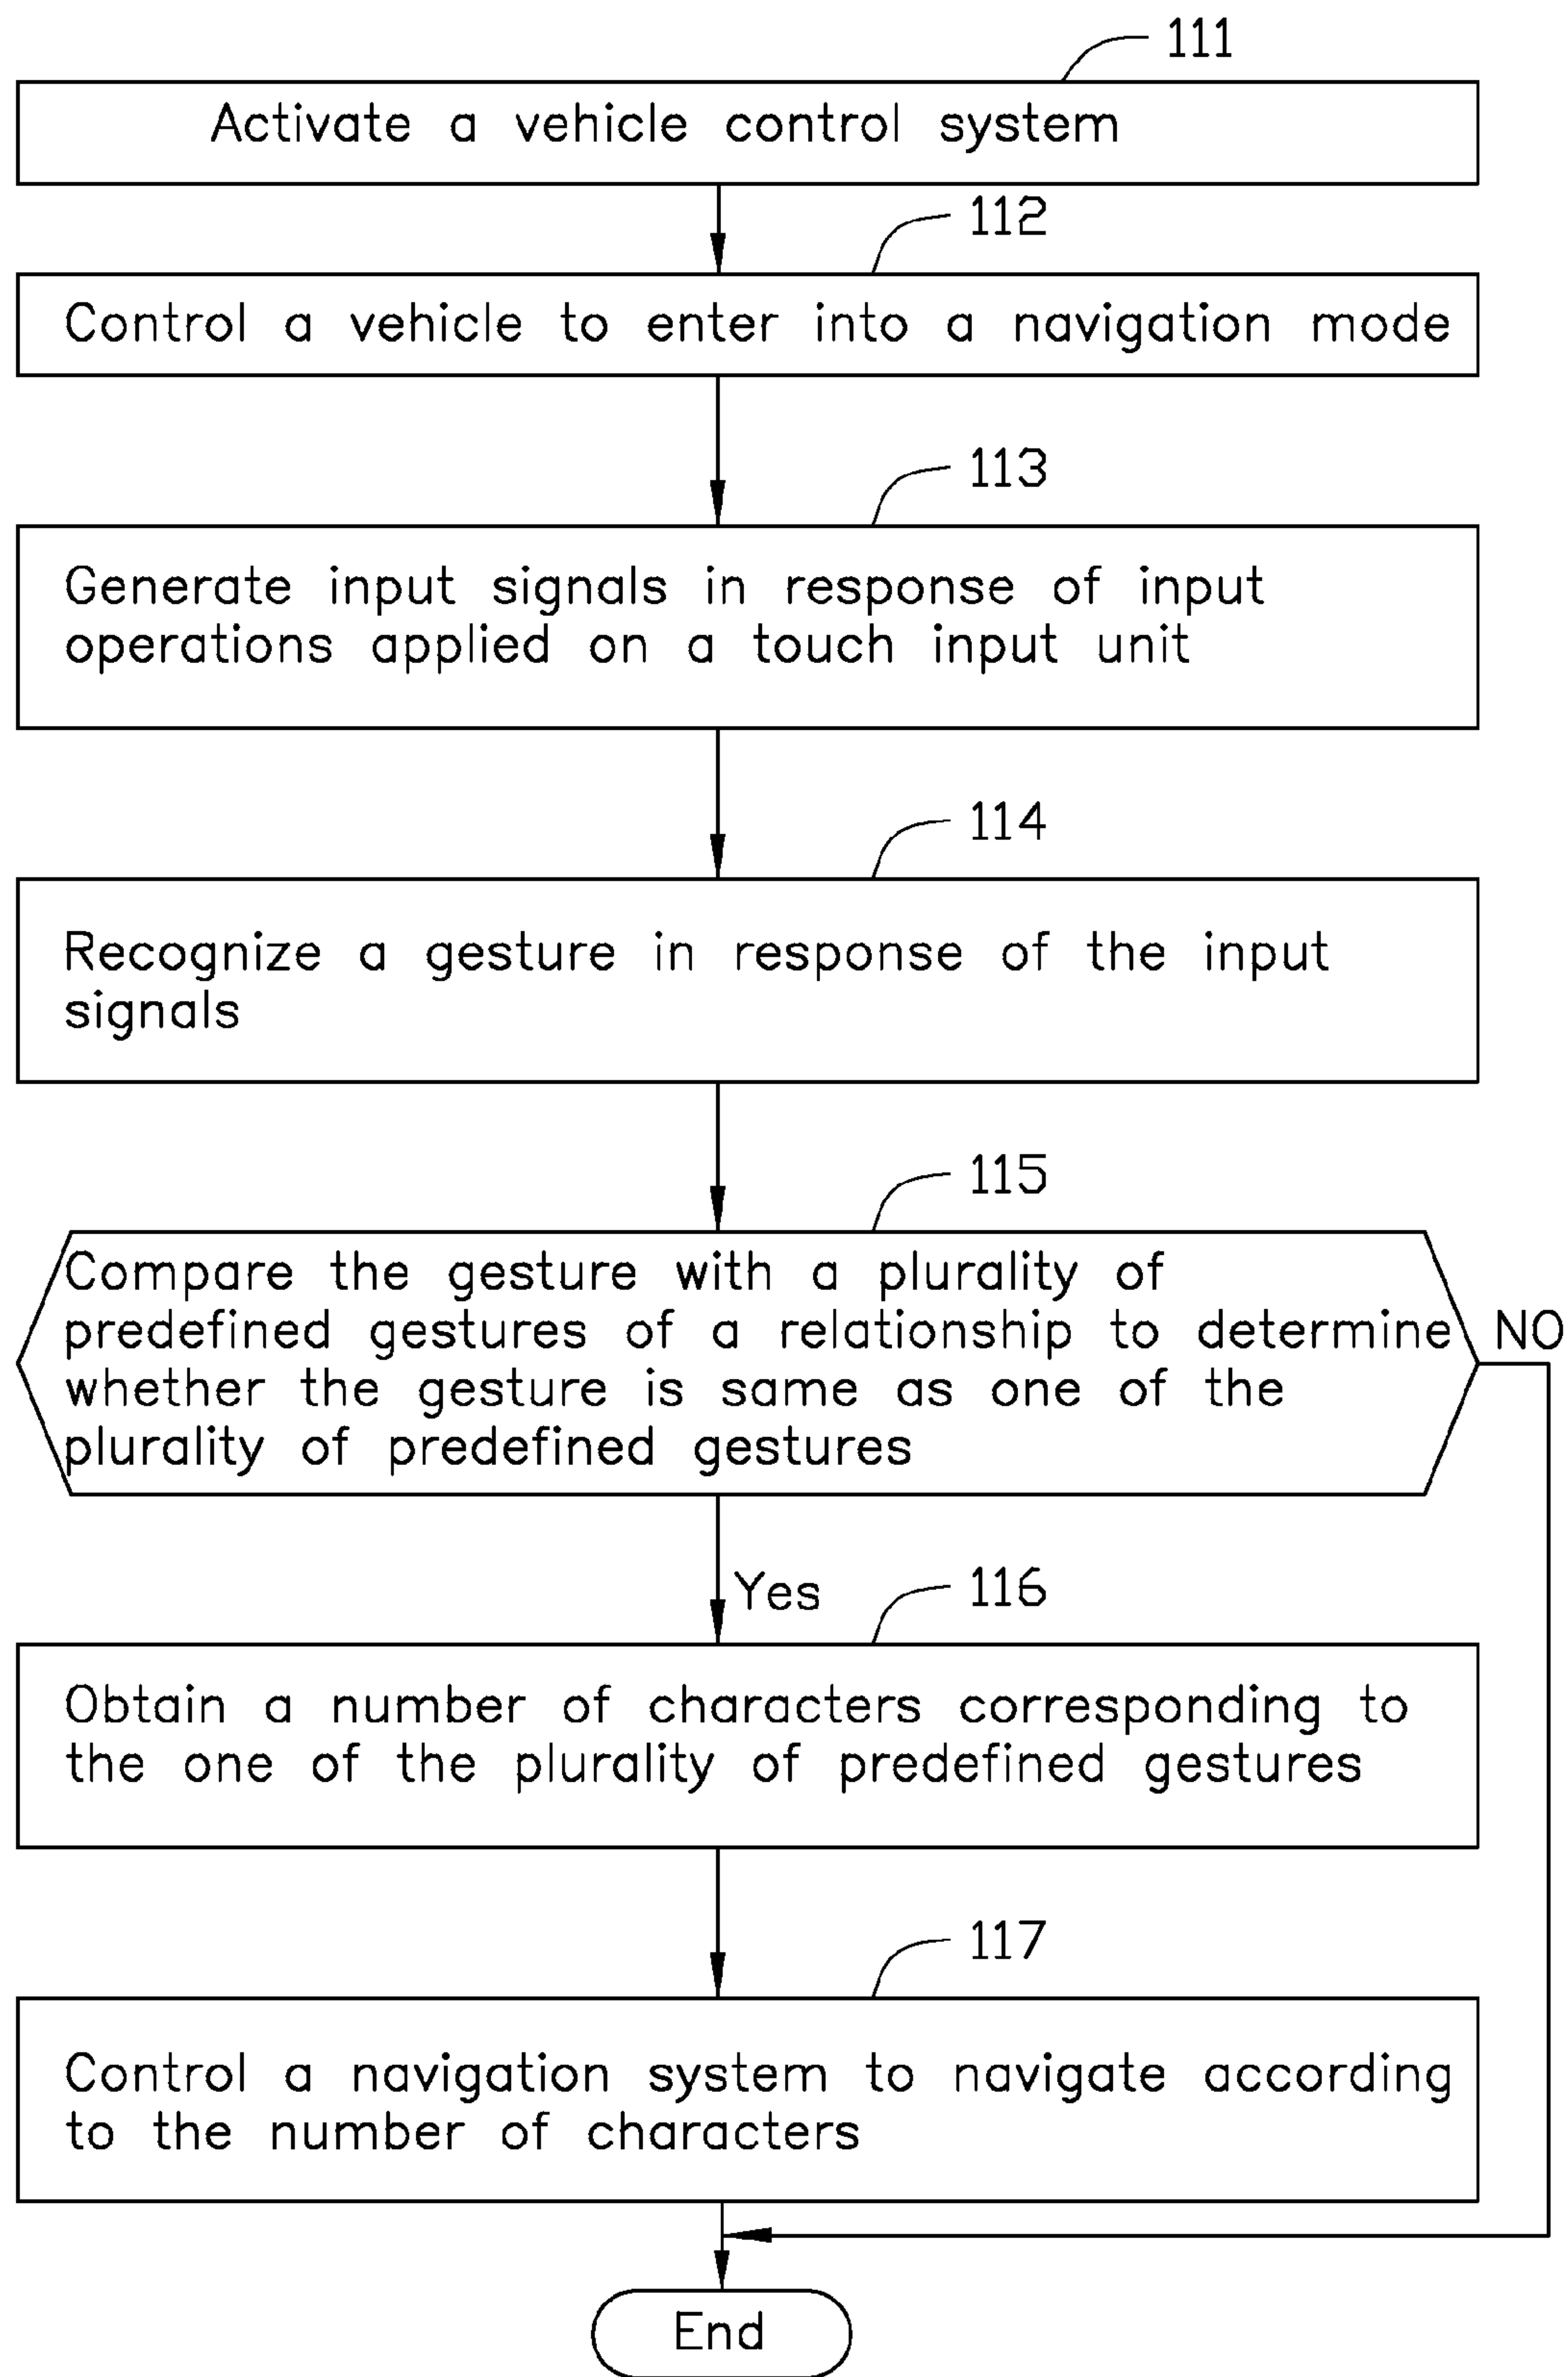 111
Activate a vehicle control system
112
Control a vehicle to enter into a navigation mode
113
Generate input signals in response of input
operations applied on a touch input unit
114
Recognize a gesture in response of the input
signals
115
Compare the gesture with a plurality of
predefined gestures of a relationship to determine
whether the gesture is same as one of the
plurality of predefined gestures
NO
Yes
116
Obtain a number of characters corresponding to
the one of the plurality of predefined gestures
117
Control a navigation system to navigate according
to the number of characters
End